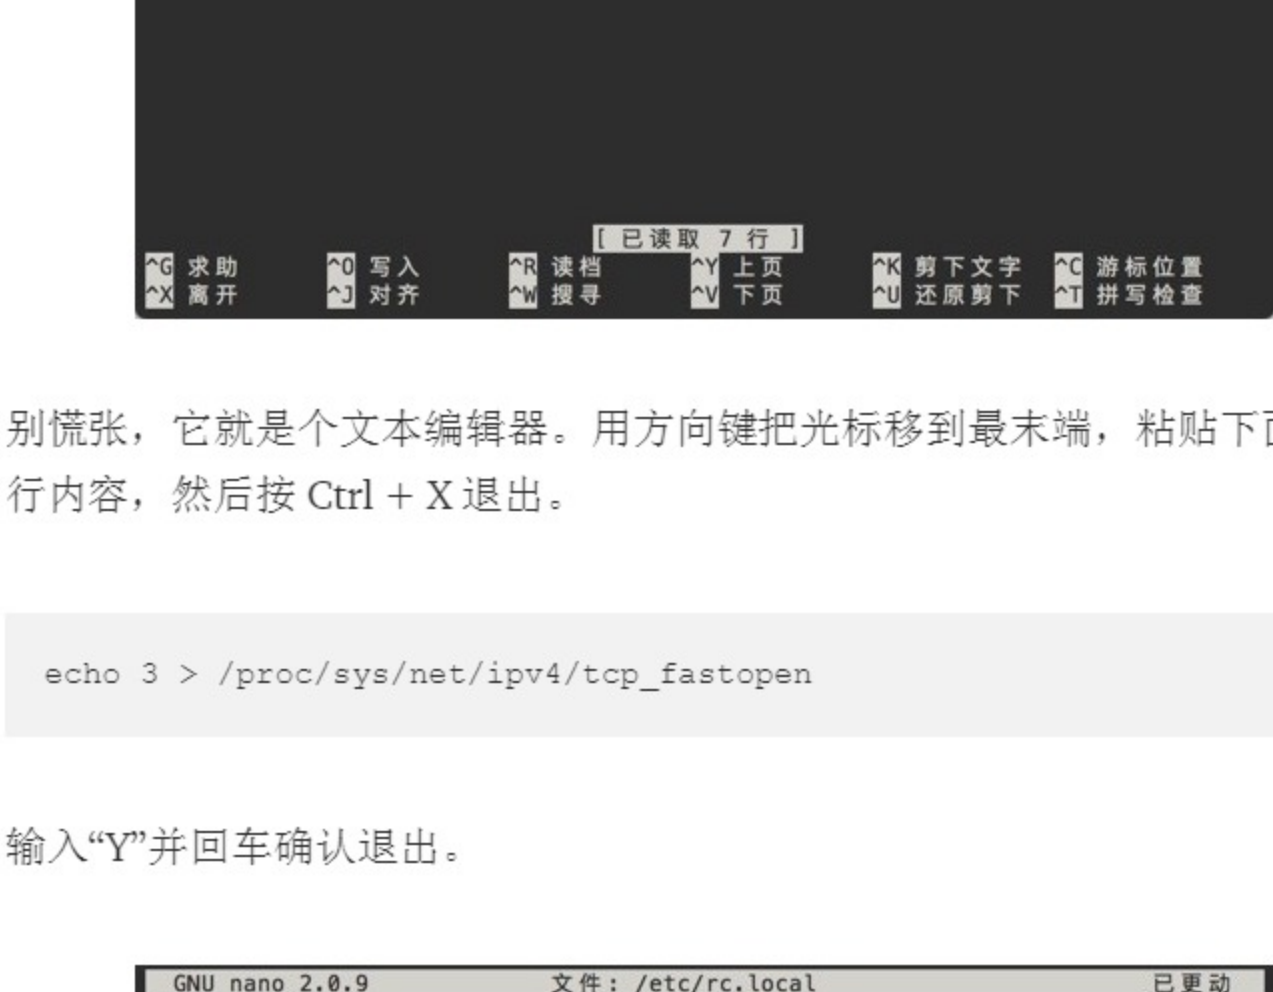 [ 已读取 7 行 ]
^G 求助 ^O 写入 ^R 读档 ^Y 上页 ^K 剪下文字 ^C 游标位置
^X 离开 ^J 对齐 ^W 搜寻 ^V 下页 ^U 还原剪下 ^T 拼写检查
别慌张，它就是个文本编辑器。用方向键把光标移到最末端，粘贴下
行内容，然后按 Ctrl + X 退出。
echo 3 > /proc/sys/net/ipv4/tcp_fastopen
输入“Y”并回车确认退出。
GNU nano 2.0.9 文件: /etc/rc.local 已更动